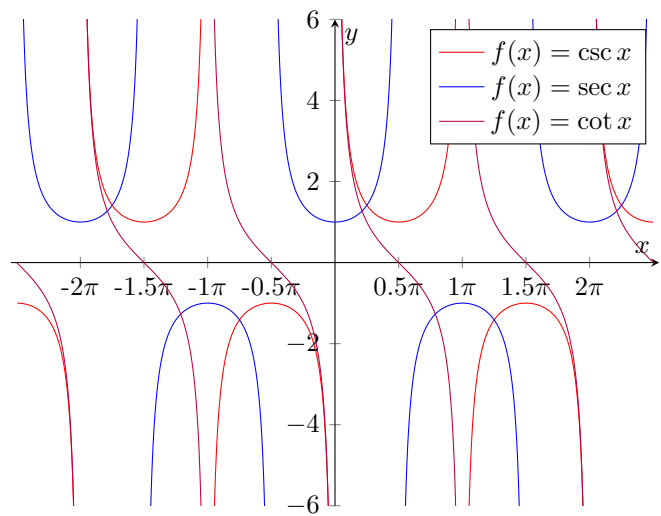 6
y
f(x) = csc x
f(x) = sec x
f(x) = cot x
4
2
x
-2π -1.5π -1π -0.5π 0.5π 1π 1.5π 2π
−2
−4
−6